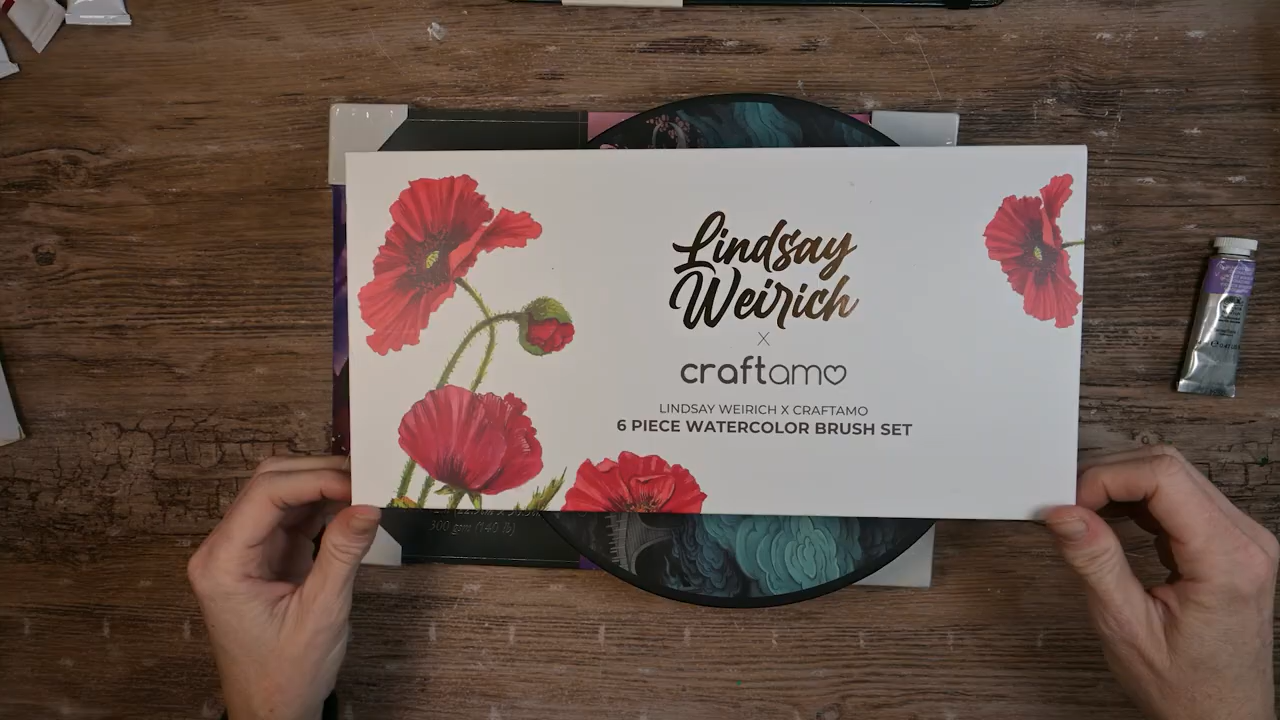 Lindsay
Weirich
X
craftamo
LINDSAY WEIRICH X CRAFTAMO
6 PIECE WATERCOLOR BRUSH SET
300 gsm (140 lb)